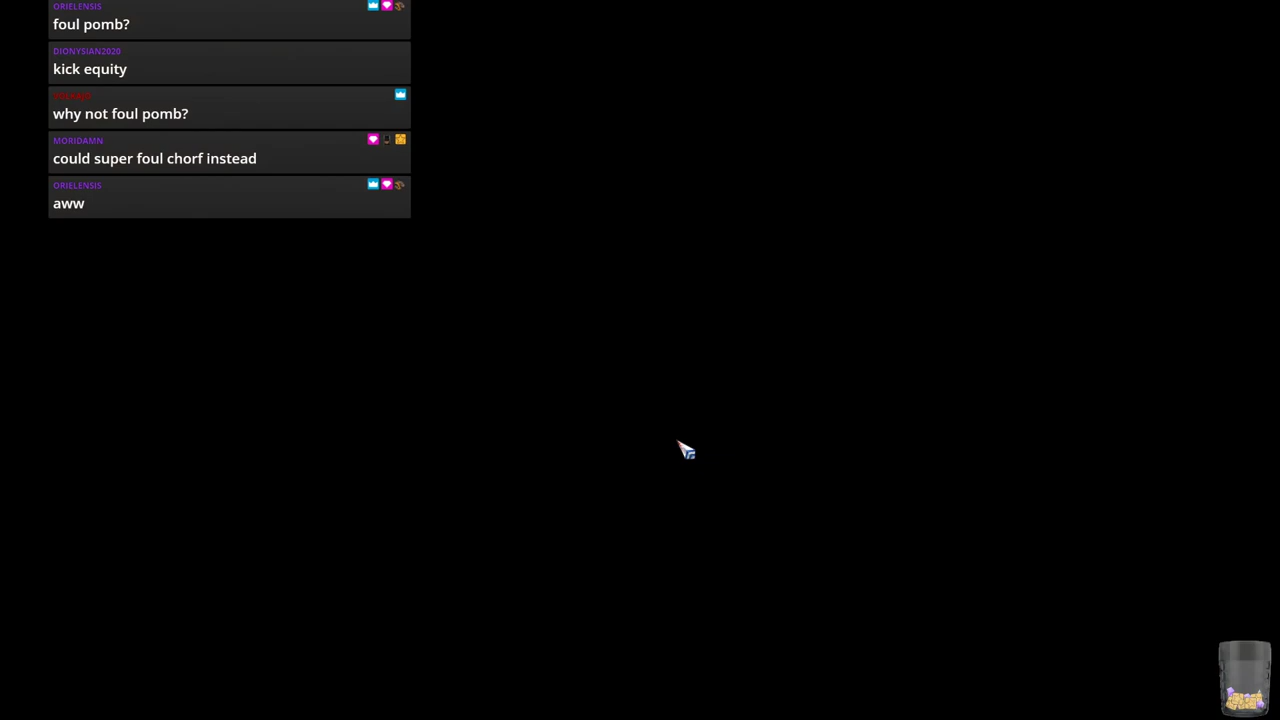 ORIELENSIS
foul pomb?
DIONYSIAN2020
kick equity
why not foul pomb?
MORIDAMN
could super foul chorf instead
ORIELENSIS
aww